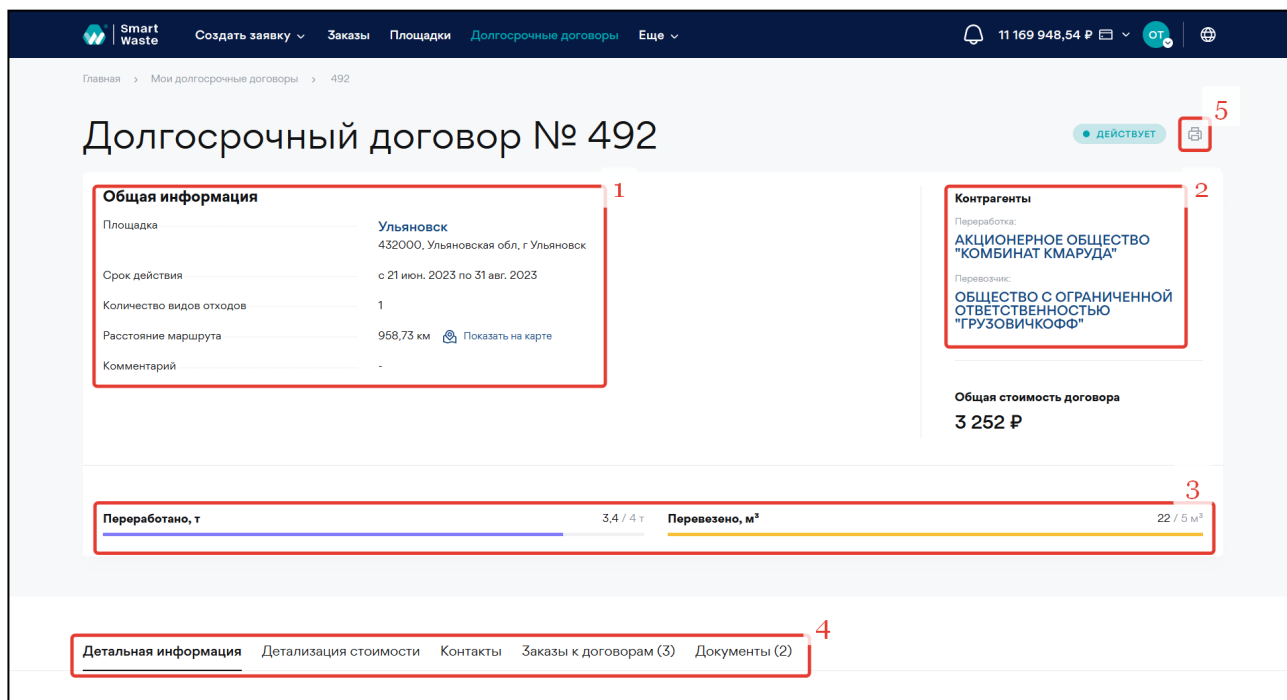 Smart
Waste
Создать заявку Заказы Площадки Долгосрочные договоры Еще 11 169 948,54 ₽ ОТ
Главная > Мои долгосрочные договоры > 492
5
Долгосрочный договор № 492
ДЕЙСТВУЕТ
1
2
Общая информация
Площадка
Ульяновск
432000, Ульяновская обл, г Ульяновск
Срок действия с 21 июн. 2023 по 31 авг. 2023
Количество видов отходов 1
Расстояние маршрута 958,73 км Показать на карте
Комментарий -
Контрагенты
Переработка:
АКЦИОНЕРНОЕ ОБЩЕСТВО
"КОМБИНАТ КМАРУДА"
Перевозчик:
ОБЩЕСТВО С ОГРАНИЧЕННОЙ
ОТВЕТСТВЕННОСТЬЮ
"ГРУЗОВИЧКОФФ"
Общая стоимость договора
3 252 ₽
3
Переработано, т 3,4 / 4 т Перевезено, м³ 22 / 5 м³
4
Детальная информация Детализация стоимости Контакты Заказы к договорам (3) Документы (2)